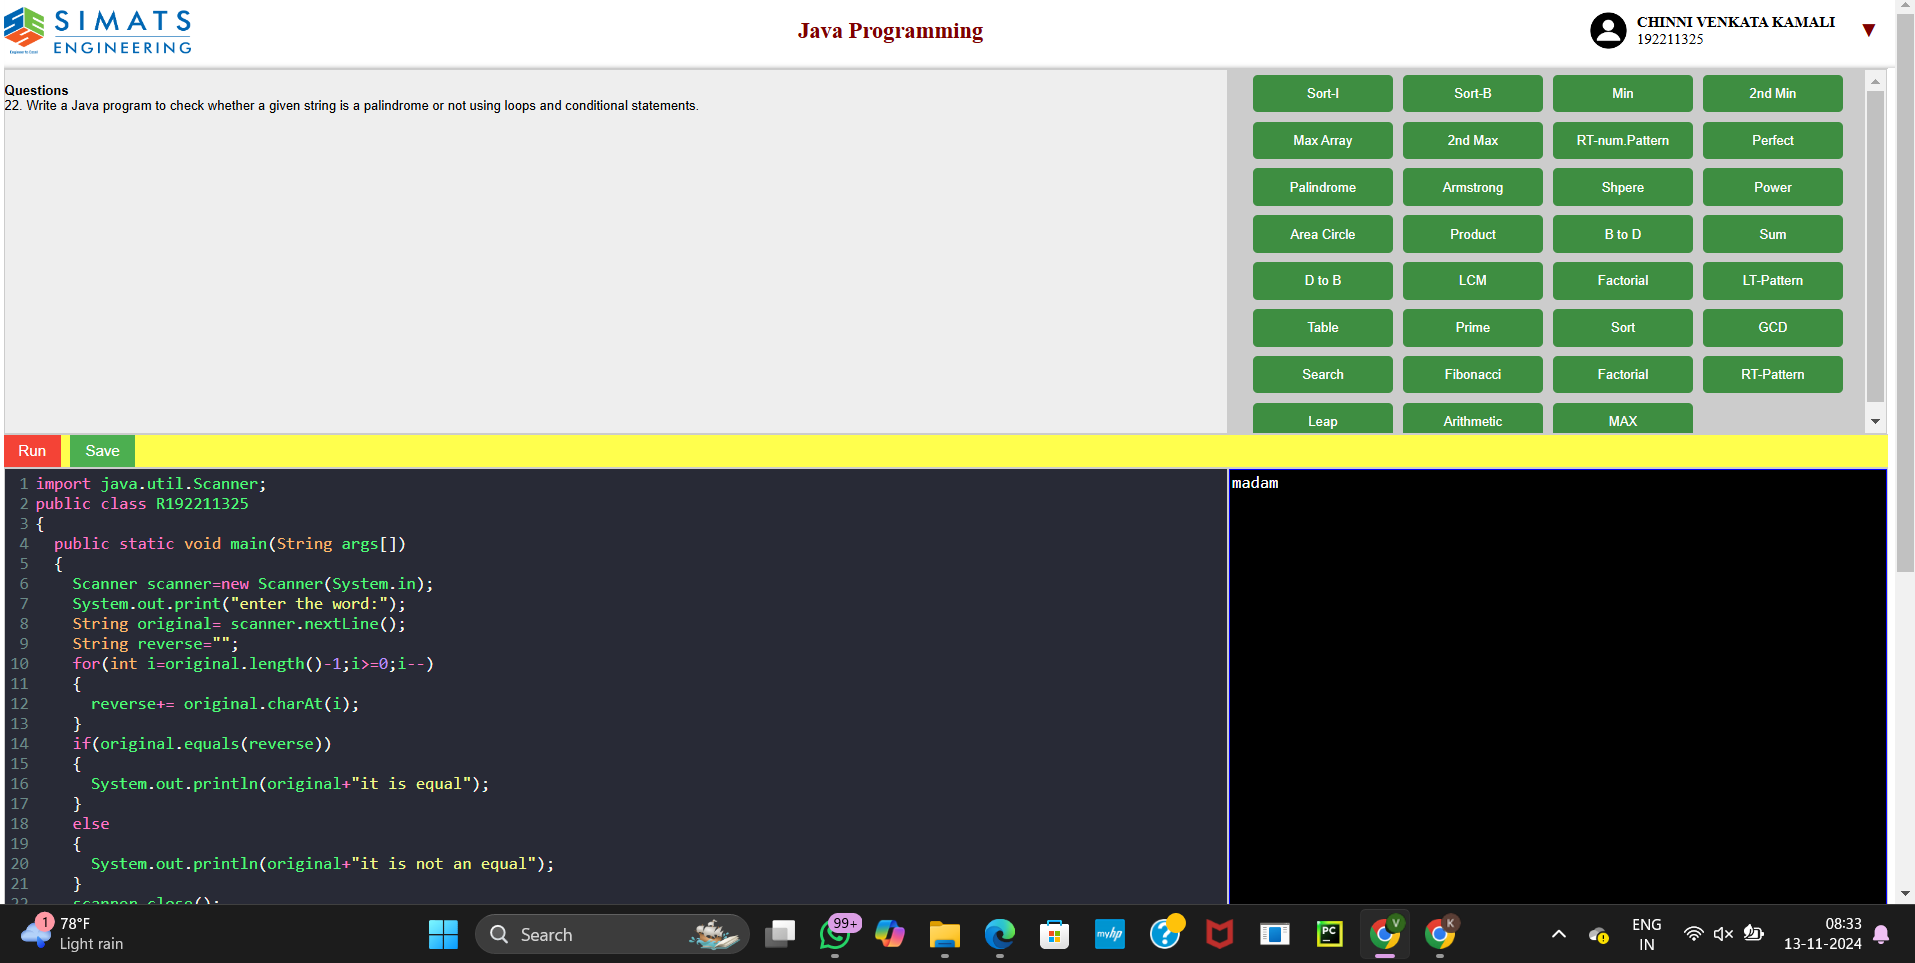 SIMATS
ENGINEERING
Engineer to Excel
Java Programming
CHINNI VENKATA KAMALI
192211325
▼
Questions
22. Write a Java program to check whether a given string is a palindrome or not using loops and conditional statements.
Sort-I Sort-B Min 2nd Min
Max Array 2nd Max RT-num.Pattern Perfect
Palindrome Armstrong Shpere Power
Area Circle Product B to D Sum
D to B LCM Factorial LT-Pattern
Table Prime Sort GCD
Search Fibonacci Factorial RT-Pattern
Leap Arithmetic MAX
Run Save
1 import java.util.Scanner;
2 public class R192211325
3 {
4 public static void main(String args[])
5 {
6 Scanner scanner=new Scanner(System.in);
7 System.out.print("enter the word:");
8 String original= scanner.nextLine();
9 String reverse="";
10 for(int i=original.length()-1;i>=0;i--)
11 {
12 reverse+= original.charAt(i);
13 }
14 if(original.equals(reverse))
15 {
16 System.out.println(original+"it is equal");
17 }
18 else
19 {
20 System.out.println(original+"it is not an equal");
21 }
22 scanner.close();
madam
1
78°F
Light rain
Search
99+
myhp
?
PC
V
K
ENG
IN
08:33
13-11-2024